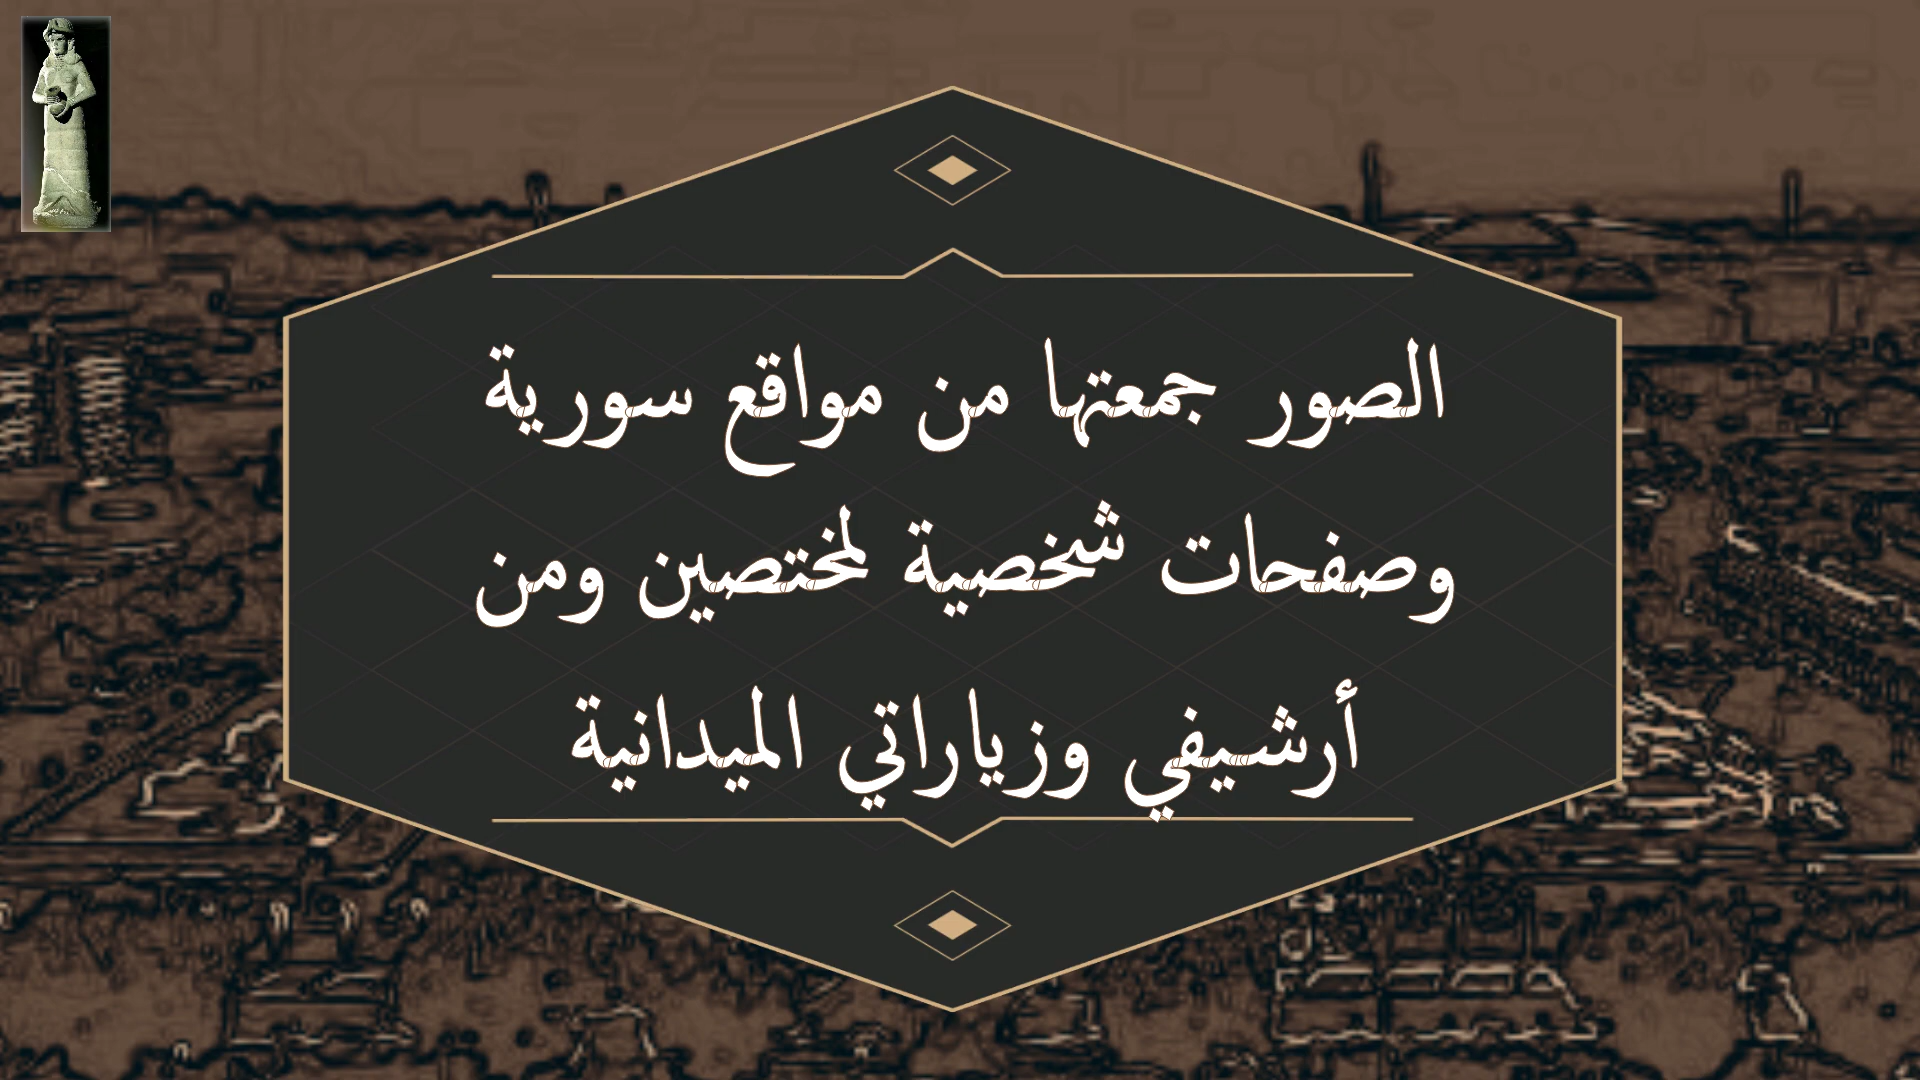 الصور جمعتها من مواقع سورية
وصفحات شخصية لمختصين ومن
أرشيفي وزياراتي الميدانية